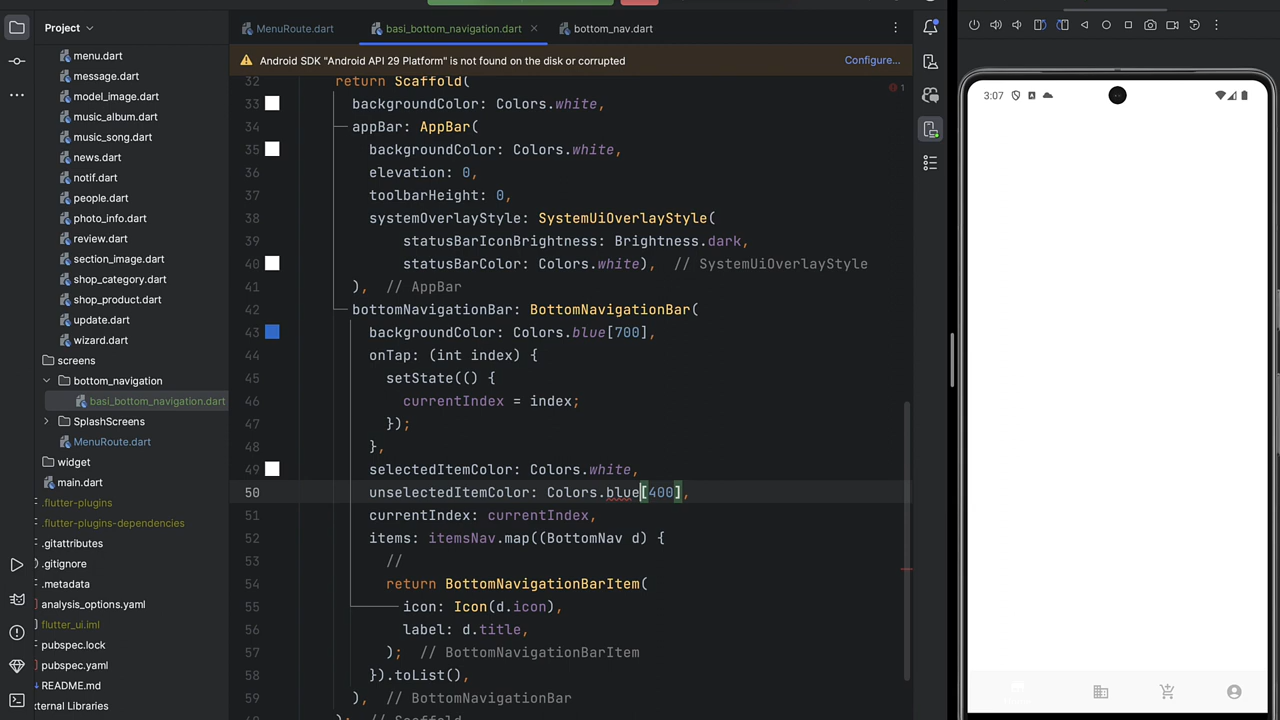 Project
menu.dart
message.dart
model_image.dart
music_album.dart
music_song.dart
news.dart
notif.dart
people.dart
photo_info.dart
review.dart
section_image.dart
shop_category.dart
shop_product.dart
update.dart
wizard.dart
screens
bottom_navigation
basi_bottom_navigation.dart
SplashScreens
MenuRoute.dart
widget
main.dart
.flutter-plugins
.flutter-plugins-dependencies
.gitattributes
.gitignore
.metadata
analysis_options.yaml
flutter_ui.iml
pubspec.lock
pubspec.yaml
README.md
xternal Libraries
MenuRoute.dart
basi_bottom_navigation.dart
bottom_nav.dart
Android SDK "Android API 29 Platform" is not found on the disk or corrupted
Configure...
1
32 return Scaffold(
33 backgroundColor: Colors.white,
34 appBar: AppBar(
35 backgroundColor: Colors.white,
36 elevation: 0,
37 toolbarHeight: 0,
38 systemOverlayStyle: SystemUiOverlayStyle(
39 statusBarIconBrightness: Brightness.dark,
40 statusBarColor: Colors.white), // SystemUiOverlayStyle
41 ), // AppBar
42 bottomNavigationBar: BottomNavigationBar(
43 backgroundColor: Colors.blue[700],
44 onTap: (int index) {
45 setState(() {
46 currentIndex = index;
47 });
48 },
49 selectedItemColor: Colors.white,
50 unselectedItemColor: Colors.blue[400],
51 currentIndex: currentIndex,
52 items: itemsNav.map((BottomNav d) {
53 //
54 return BottomNavigationBarItem(
55 icon: Icon(d.icon),
56 label: d.title,
57 ); // BottomNavigationBarItem
58 }).toList(),
59 ), // BottomNavigationBar
60 ); // Scaffold
3:07